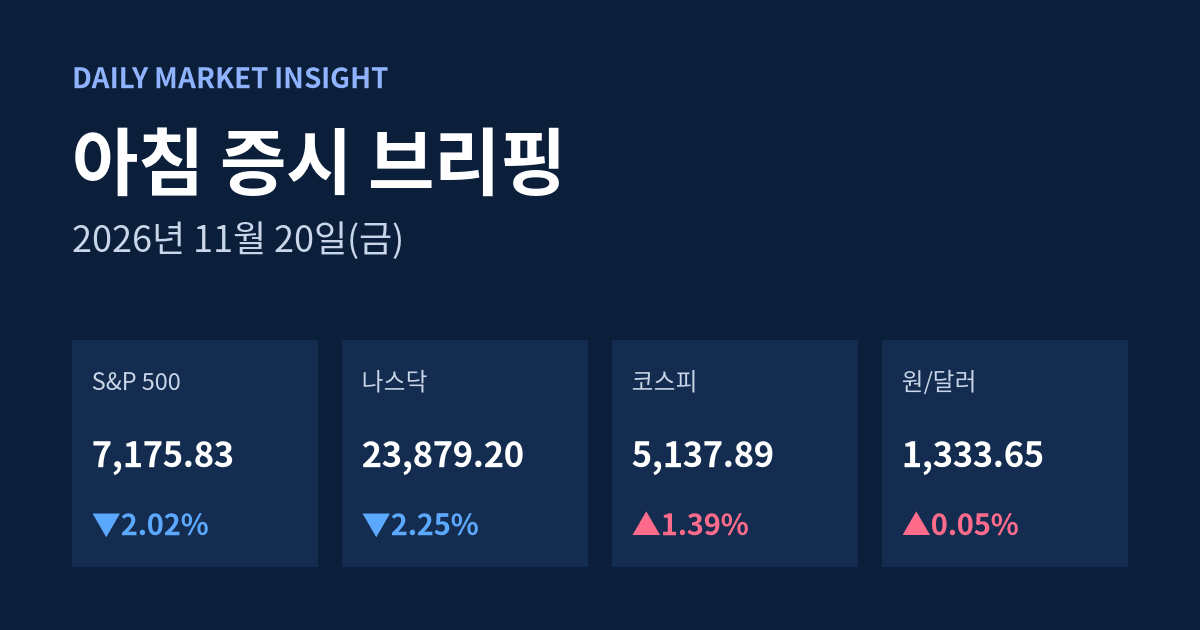 DAILY MARKET INSIGHT
아침 증시 브리핑
2026년 11월 20일(금)
S&P 500
7,175.83
▼2.02%
나스닥
23,879.20
▼2.25%
코스피
5,137.89
▲1.39%
원/달러
1,333.65
▲0.05%